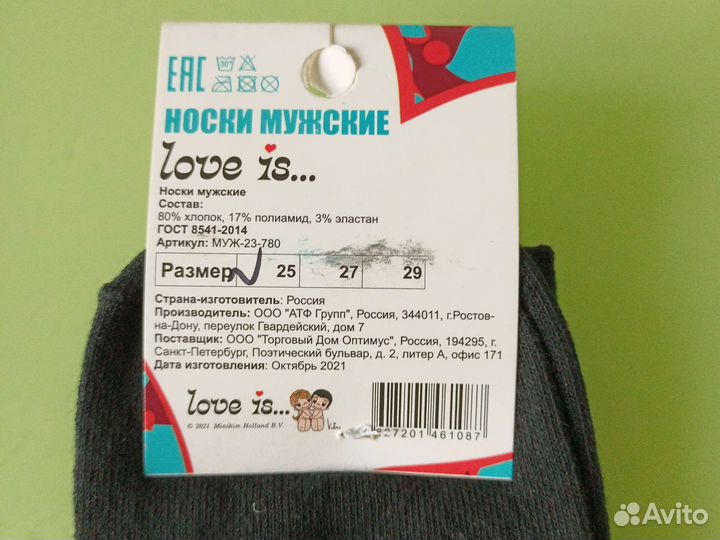 EAC 30°
НОСКИ МУЖСКИЕ
love is...
Носки мужские
Состав:
80% хлопок, 17% полиамид, 3% эластан
ГОСТ 8541-2014
Артикул: МУЖ-23-780
Размер 25 27 29
Страна-изготовитель: Россия
Производитель: ООО "АТФ Групп", Россия, 344011, г.Ростов-
на-Дону, переулок Гвардейский, дом 7
Поставщик: ООО "Торговый Дом Оптимус", Россия, 194295, г.
Санкт-Петербург, Поэтический бульвар, д. 2, литер А, офис 171
Дата изготовления: Октябрь 2021
love is...
© 2021 Minikim Holland B.V.
627201 461087
Avito